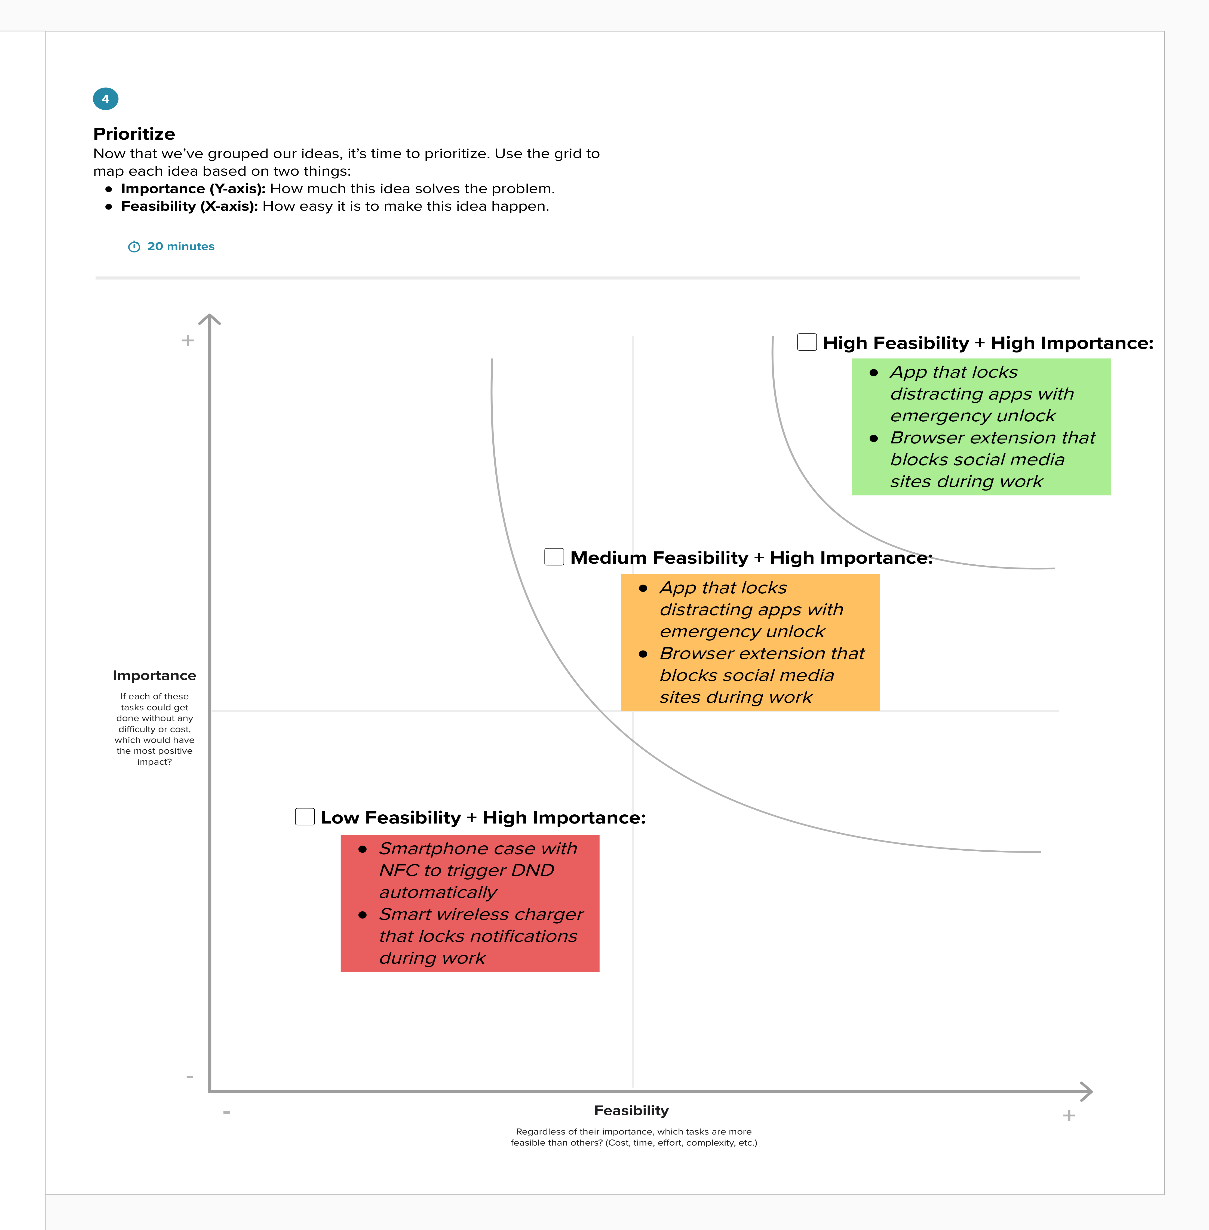 4
Prioritize
Now that we've grouped our ideas, it's time to prioritize. Use the grid to
map each idea based on two things:
● Importance (Y-axis): How much this idea solves the problem.
● Feasibility (X-axis): How easy it is to make this idea happen.
20 minutes
+
High Feasibility + High Importance:
● App that locks
distracting apps with
emergency unlock
● Browser extension that
blocks social media
sites during work
Medium Feasibility + High Importance:
● App that locks
distracting apps with
emergency unlock
● Browser extension that
blocks social media
sites during work
Importance
If each of these
tasks could get
done without any
difficulty or cost,
which would have
the most positive
impact?
Low Feasibility + High Importance:
● Smartphone case with
NFC to trigger DND
automatically
● Smart wireless charger
that locks notifications
during work
-
-
Feasibility
+
Regardless of their importance, which tasks are more
feasible than others? (Cost, time, effort, complexity, etc.)